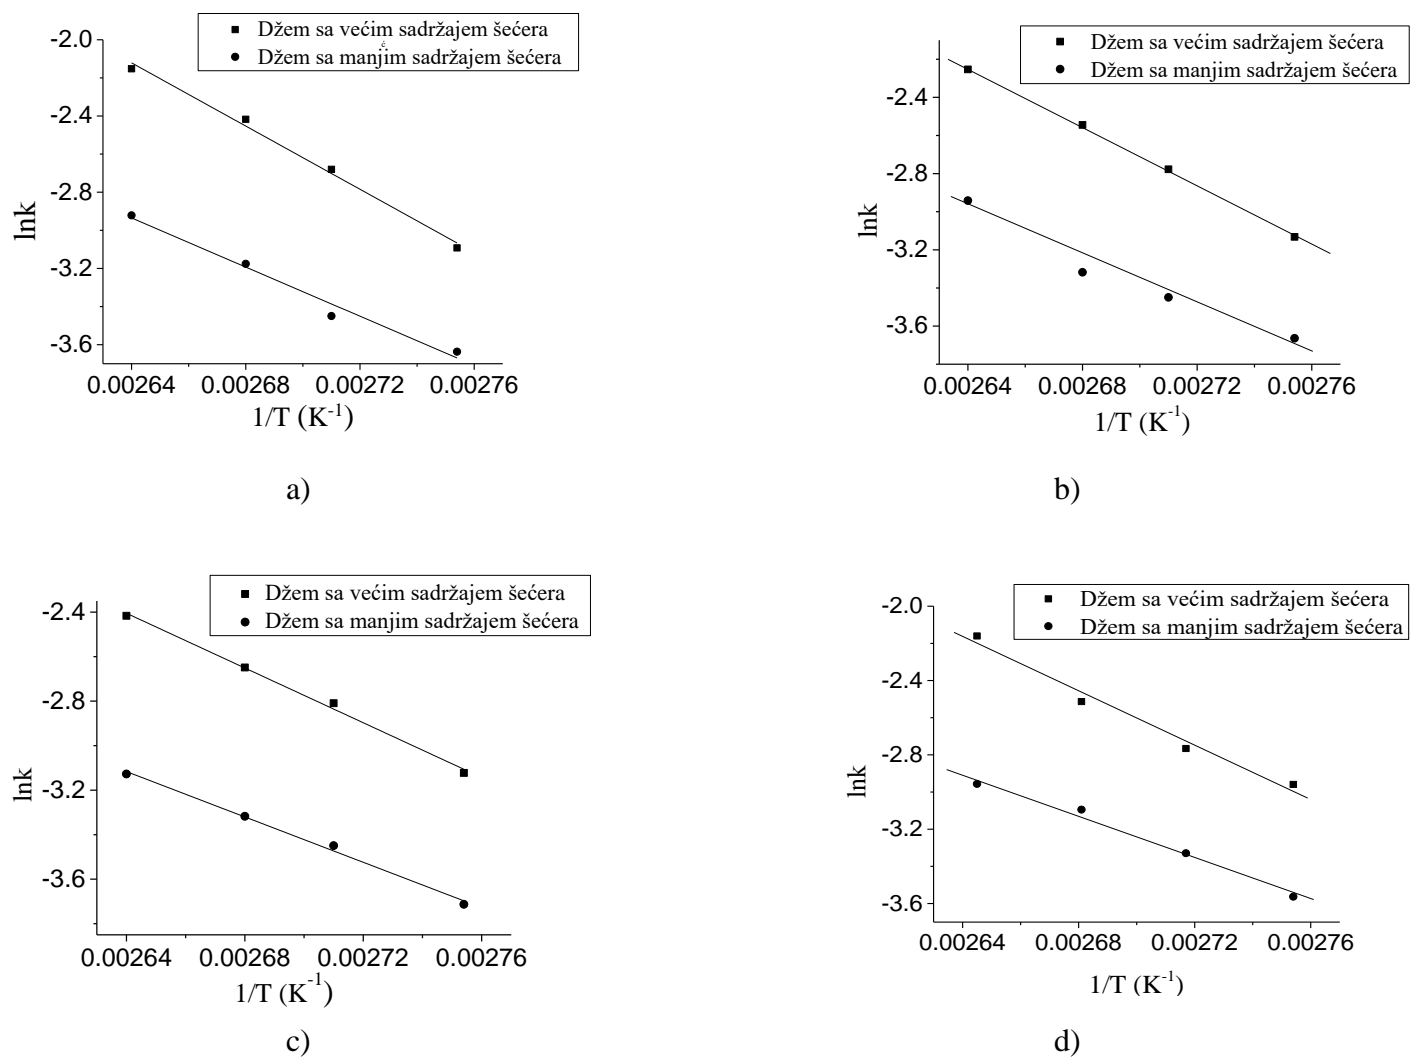 Džem sa većim sadržajem šećera
Džem sa manjim sadržajem šećera
-2.0
-2.4
-2.8
-3.2
-3.6
lnk
0.00264 0.00268 0.00272 0.00276
1/T (K-1)
a)
Džem sa većim sadržajem šećera
Džem sa manjim sadržajem šećera
-2.4
-2.8
-3.2
-3.6
lnk
0.00264 0.00268 0.00272 0.00276
1/T (K-1)
b)
Džem sa većim sadržajem šećera
Džem sa manjim sadržajem šećera
-2.4
-2.8
-3.2
-3.6
lnk
0.00264 0.00268 0.00272 0.00276
1/T (K-1)
c)
Džem sa većim sadržajem šećera
Džem sa manjim sadržajem šećera
-2.0
-2.4
-2.8
-3.2
-3.6
lnk
0.00264 0.00268 0.00272 0.00276
1/T (K-1)
d)